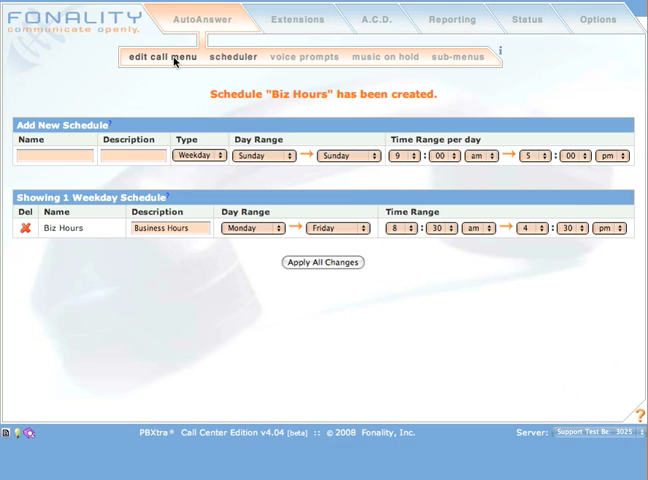 FONALITY
communicate openly.
AutoAnswer Extensions A.C.D. Reporting Status Options
edit call menu scheduler voice prompts music on hold sub-menus i
Schedule "Biz Hours" has been created.
Add New Schedule?
Name Description Type Day Range Time Range per day
Weekday Sunday → Sunday 9 : 00 am → 5 : 00 pm
Showing 1 Weekday Schedule?
Del Name Description Day Range Time Range
Biz Hours Business Hours Monday → Friday 8 : 30 am → 4 : 30 pm
Apply All Changes
?
PBXtra® Call Center Edition v4.04 [beta] :: © 2008 Fonality, Inc. Server: Support Test Be: 3025